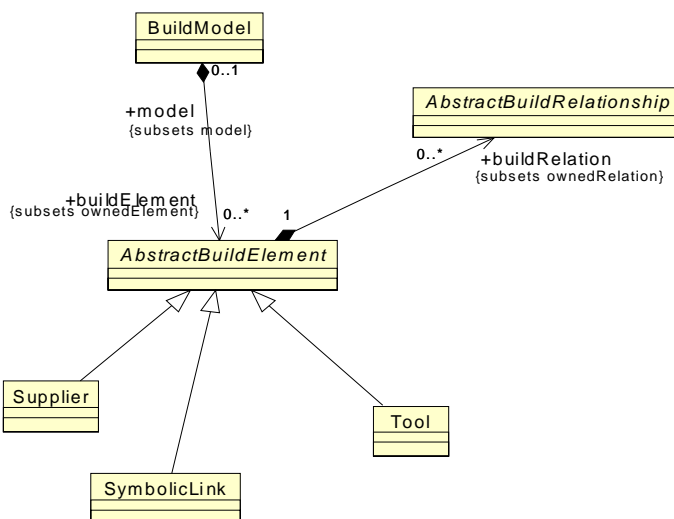 BuildModel
0..1
AbstractBuildRelationship
+model
{subsets model}
0..*
+buildRelation
{subsets ownedRelation}
+buildElement
{subsets ownedElement}
0..*
1
AbstractBuildElement
Supplier
Tool
SymbolicLink